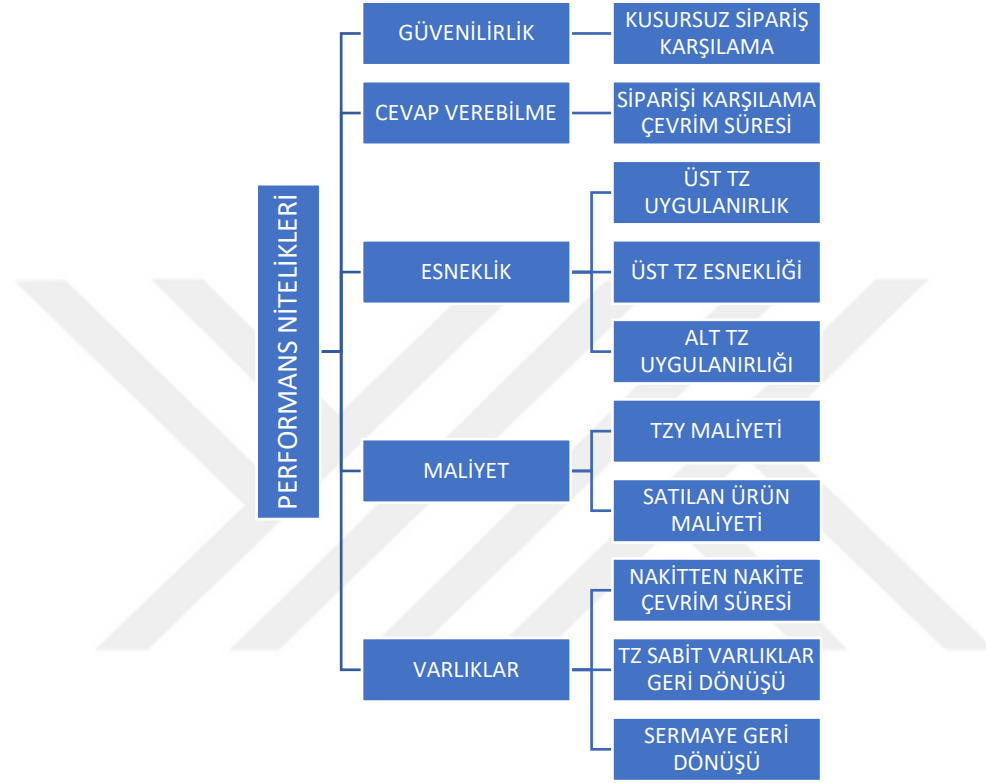 PERFORMANS NİTELİKLERİ
GÜVENİLİRLİK
KUSURSUZ SİPARİŞ
KARŞILAMA
CEVAP VEREBİLME
SİPARİŞİ KARŞILAMA
ÇEVRİM SÜRESİ
ESNEKLİK
ÜST TZ
UYGULANIRLIK
ÜST TZ ESNEKLİĞİ
ALT TZ
UYGULANIRLIĞI
MALİYET
TZY MALİYETİ
SATILAN ÜRÜN
MALİYETİ
VARLIKLAR
NAKİTTEN NAKİTE
ÇEVRİM SÜRESİ
TZ SABİT VARLIKLAR
GERİ DÖNÜŞÜ
SERMAYE GERİ
DÖNÜŞÜ